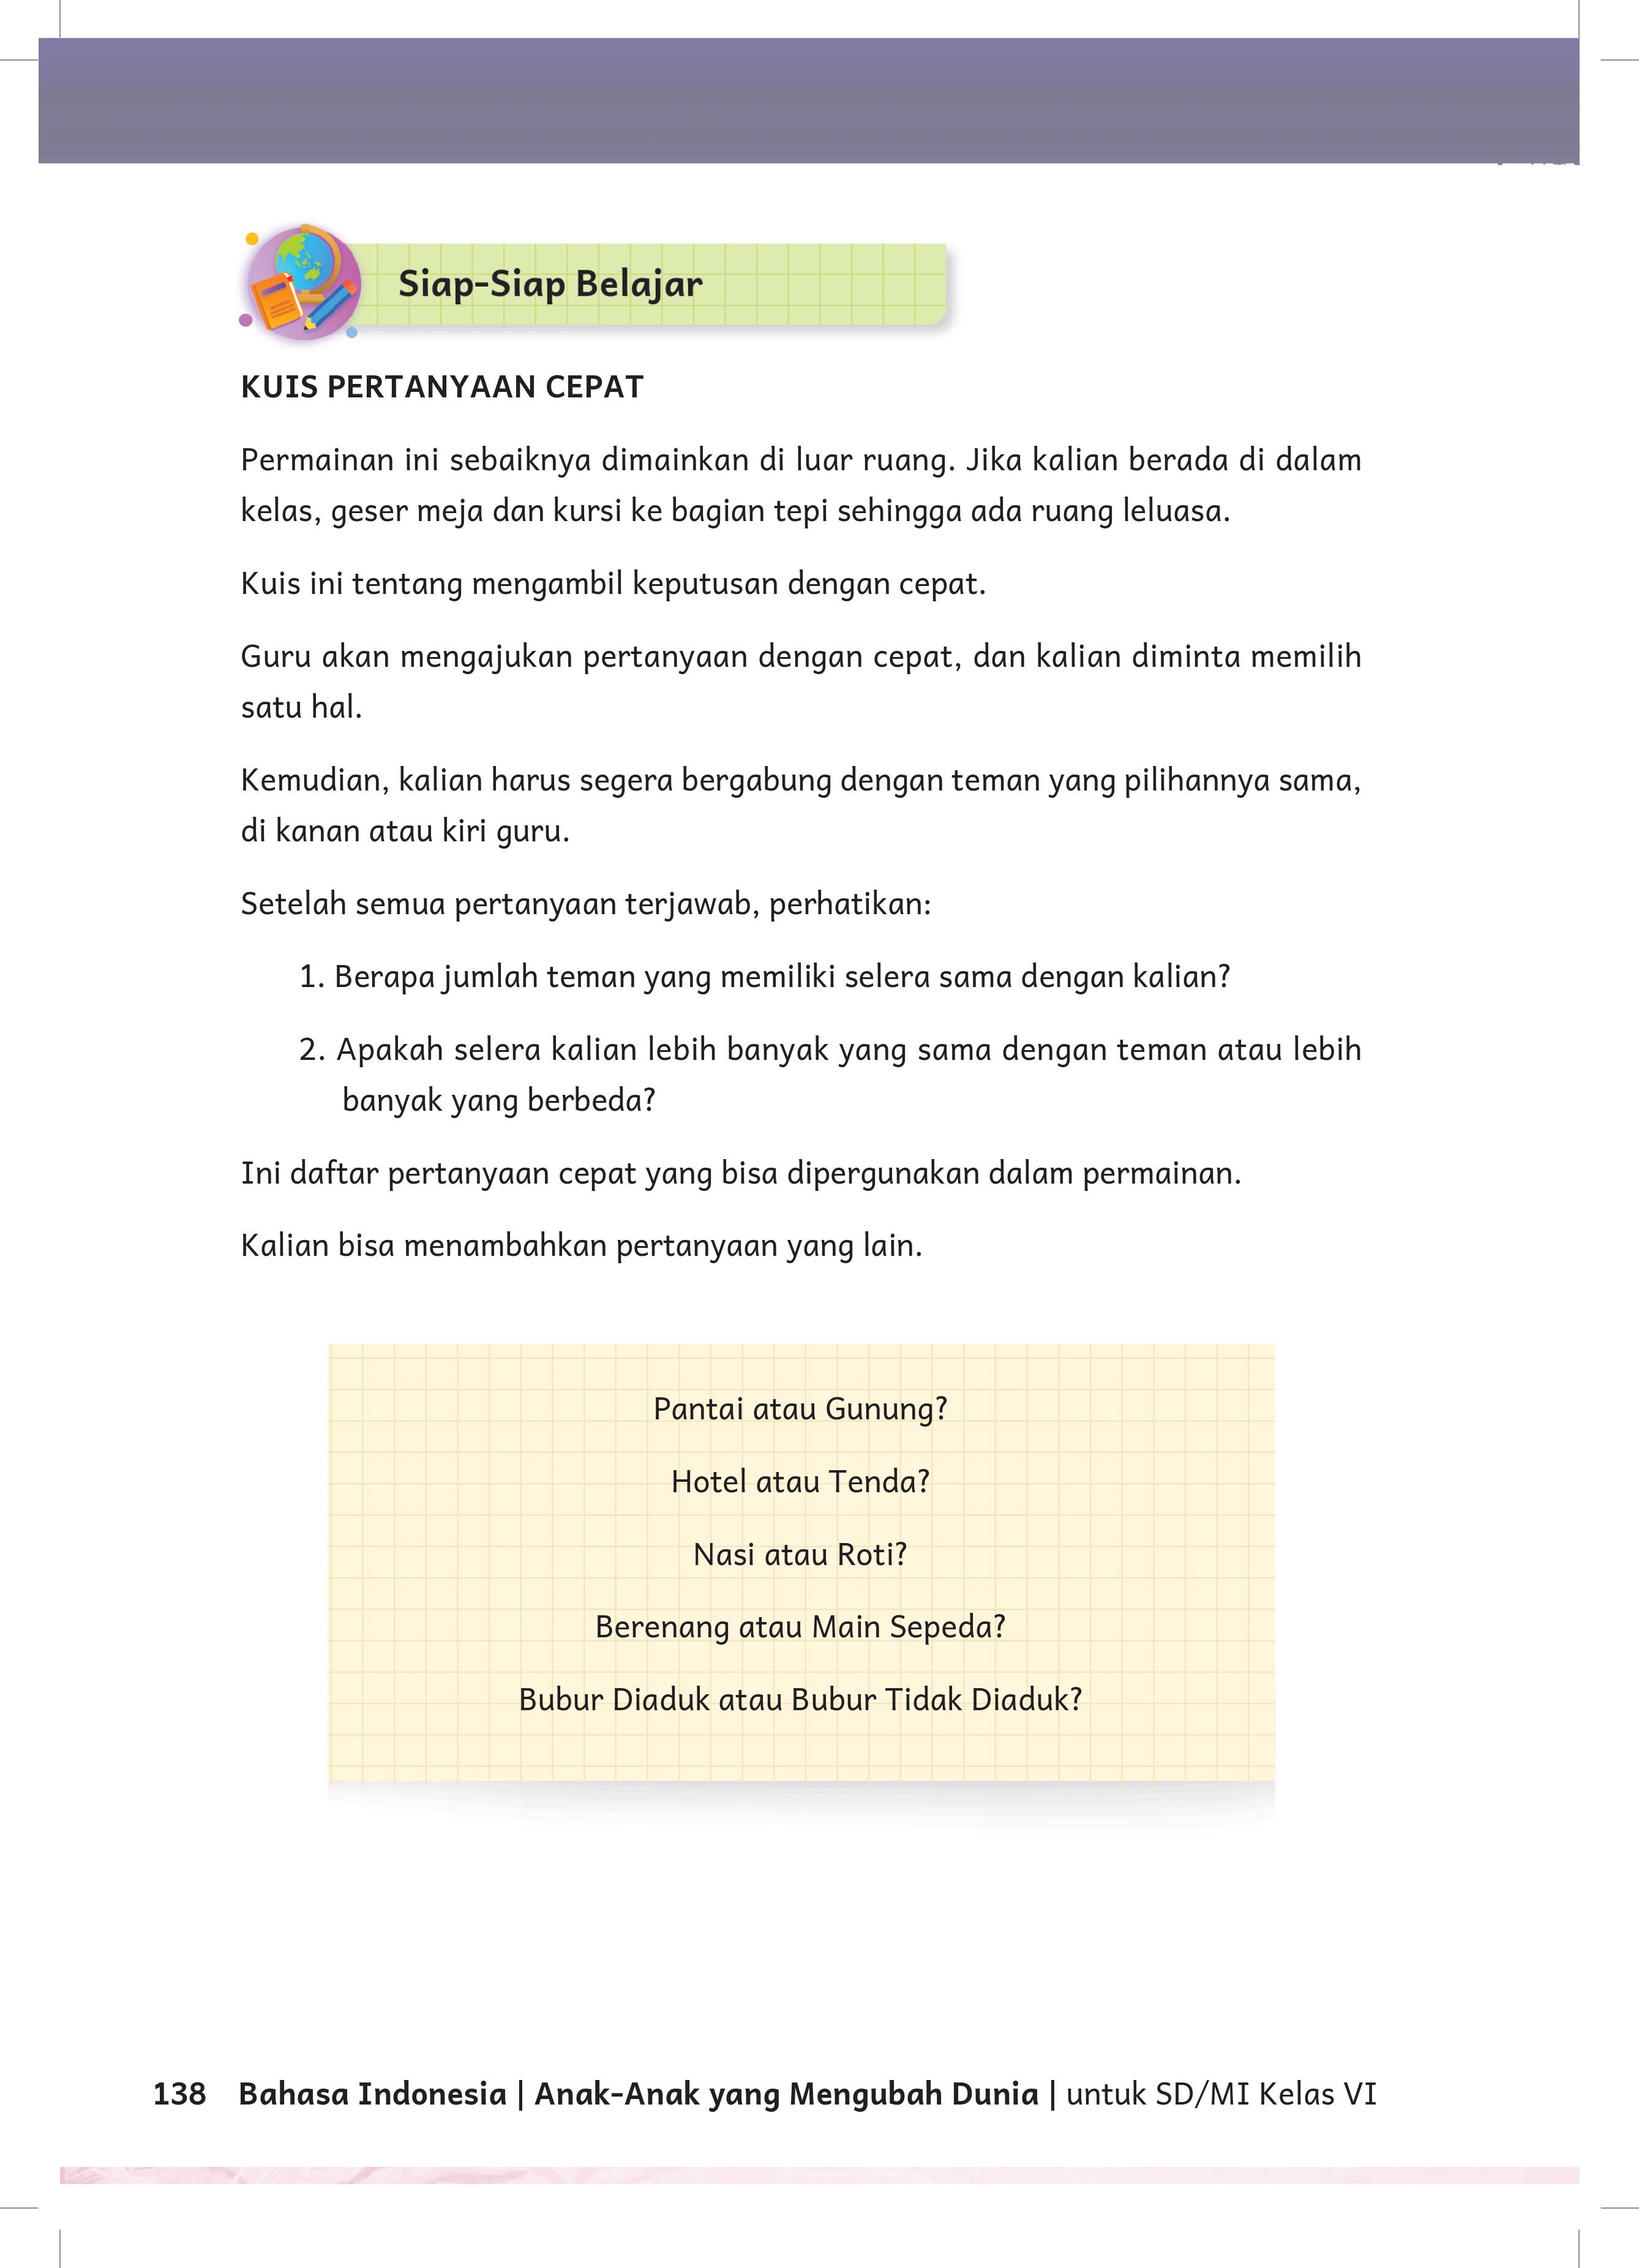 Siap-Siap Belajar
KUIS PERTANYAAN CEPAT
Permainan ini sebaiknya dimainkan di luar ruang. Jika kalian berada di dalam
kelas, geser meja dan kursi ke bagian tepi sehingga ada ruang leluasa.
Kuis ini tentang mengambil keputusan dengan cepat.
Guru akan mengajukan pertanyaan dengan cepat, dan kalian diminta memilih
satu hal.
Kemudian, kalian harus segera bergabung dengan teman yang pilihannya sama,
di kanan atau kiri guru.
Setelah semua pertanyaan terjawab, perhatikan:
1. Berapa jumlah teman yang memiliki selera sama dengan kalian?
2. Apakah selera kalian lebih banyak yang sama dengan teman atau lebih
banyak yang berbeda?
Ini daftar pertanyaan cepat yang bisa dipergunakan dalam permainan.
Kalian bisa menambahkan pertanyaan yang lain.
Pantai atau Gunung?
Hotel atau Tenda?
Nasi atau Roti?
Berenang atau Main Sepeda?
Bubur Diaduk atau Bubur Tidak Diaduk?
138 Bahasa Indonesia | Anak-Anak yang Mengubah Dunia | untuk SD/MI Kelas VI